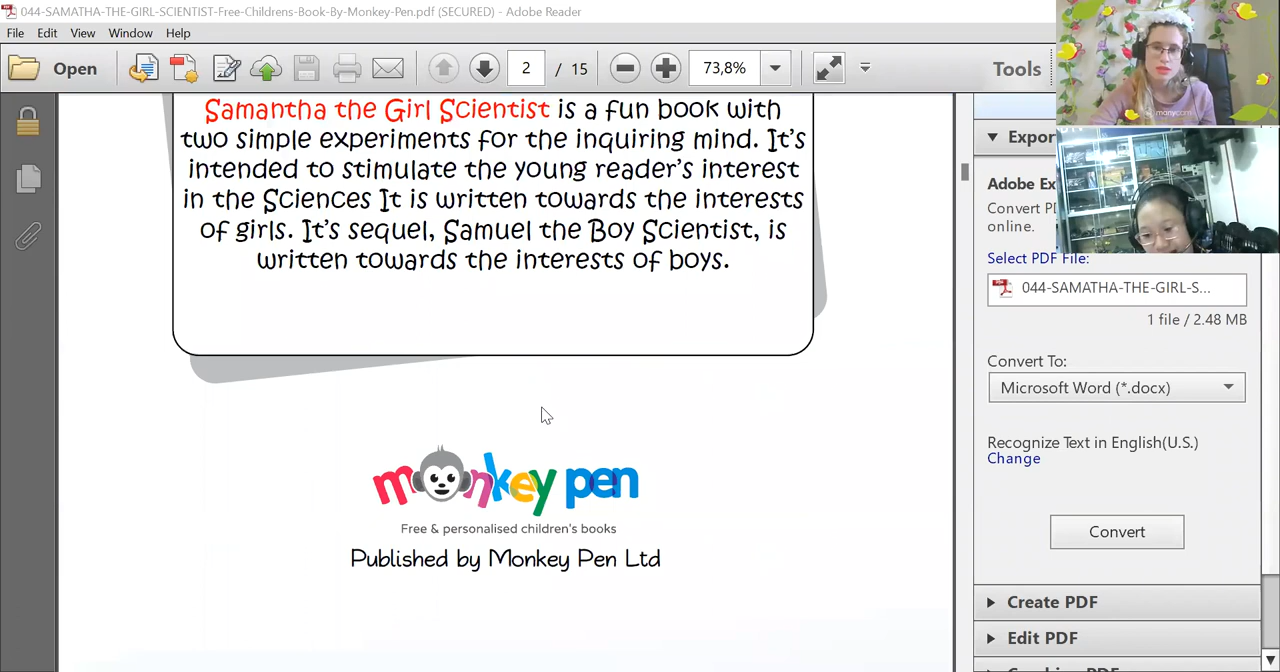 044-SAMATHA-THE-GIRL-SCIENTIST-Free-Childrens-Book-By-Monkey-Pen.pdf (SECURED) - Adobe Reader
File Edit View Window Help
Open 2 / 15 73,8% Tools
Samantha the Girl Scientist is a fun book with
two simple experiments for the inquiring mind. It's
intended to stimulate the young reader's interest
in the Sciences It is written towards the interests
of girls. It's sequel, Samuel the Boy Scientist, is
written towards the interests of boys.
monkey pen
Free & personalised children's books
Published by Monkey Pen Ltd
manycam
Expor
Adobe Ex
Convert PD
online.
Select PDF File:
044-SAMATHA-THE-GIRL-S...
1 file / 2.48 MB
Convert To:
Microsoft Word (*.docx)
Recognize Text in English(U.S.)
Change
Convert
Create PDF
Edit PDF